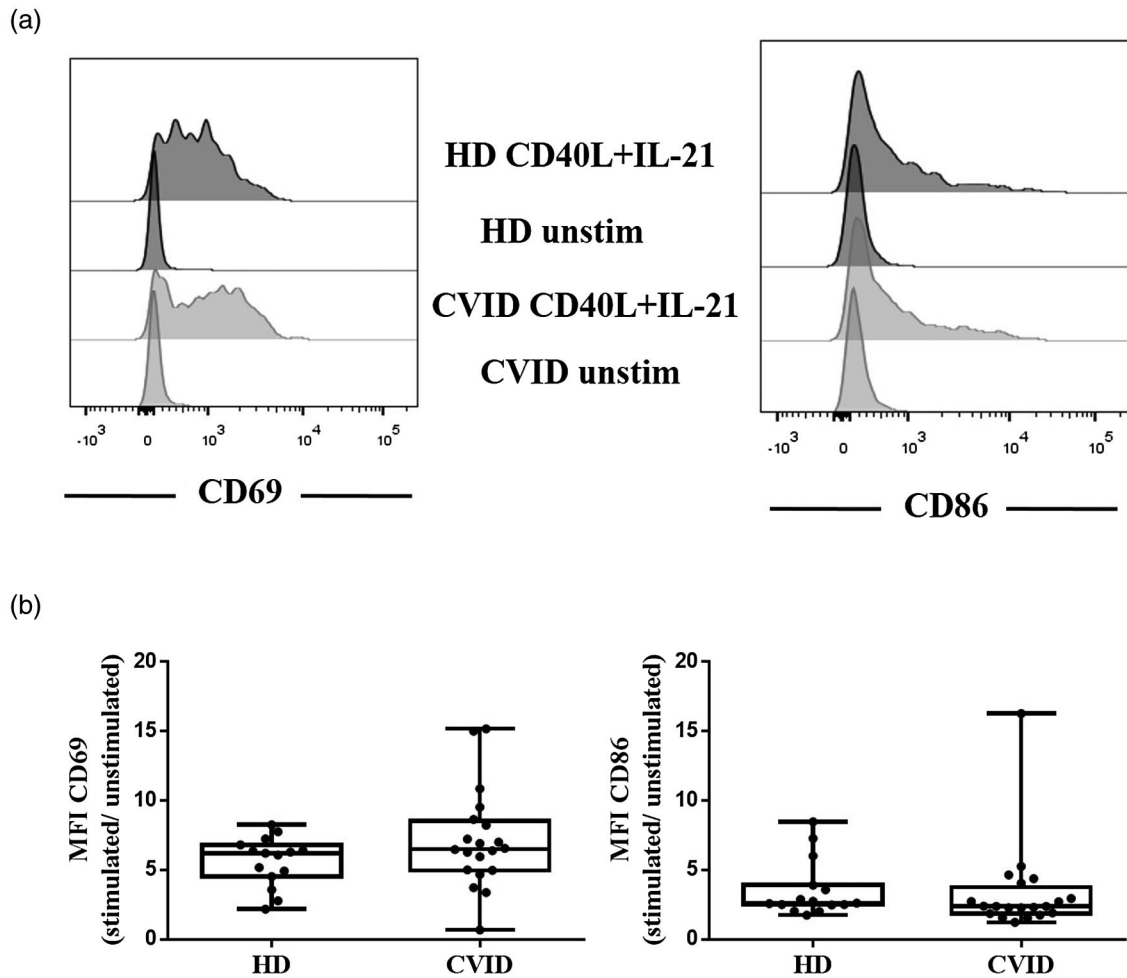 (a)
HD CD40L+IL-21
HD unstim
CVID CD40L+IL-21
CVID unstim
-10³ 0 10³ 10⁴ 10⁵
CD69
-10³ 0 10³ 10⁴ 10⁵
CD86
(b)
MFI CD69
(stimulated/ unstimulated)
20
15
10
5
0
HD CVID
MFI CD86
(stimulated/ unstimulated)
20
15
10
5
0
HD CVID